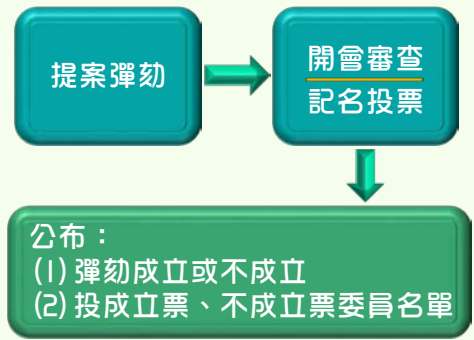 提案彈劾
開會審查
記名投票
公布：
(1)彈劾成立或不成立
(2)投成立票、不成立票委員名單